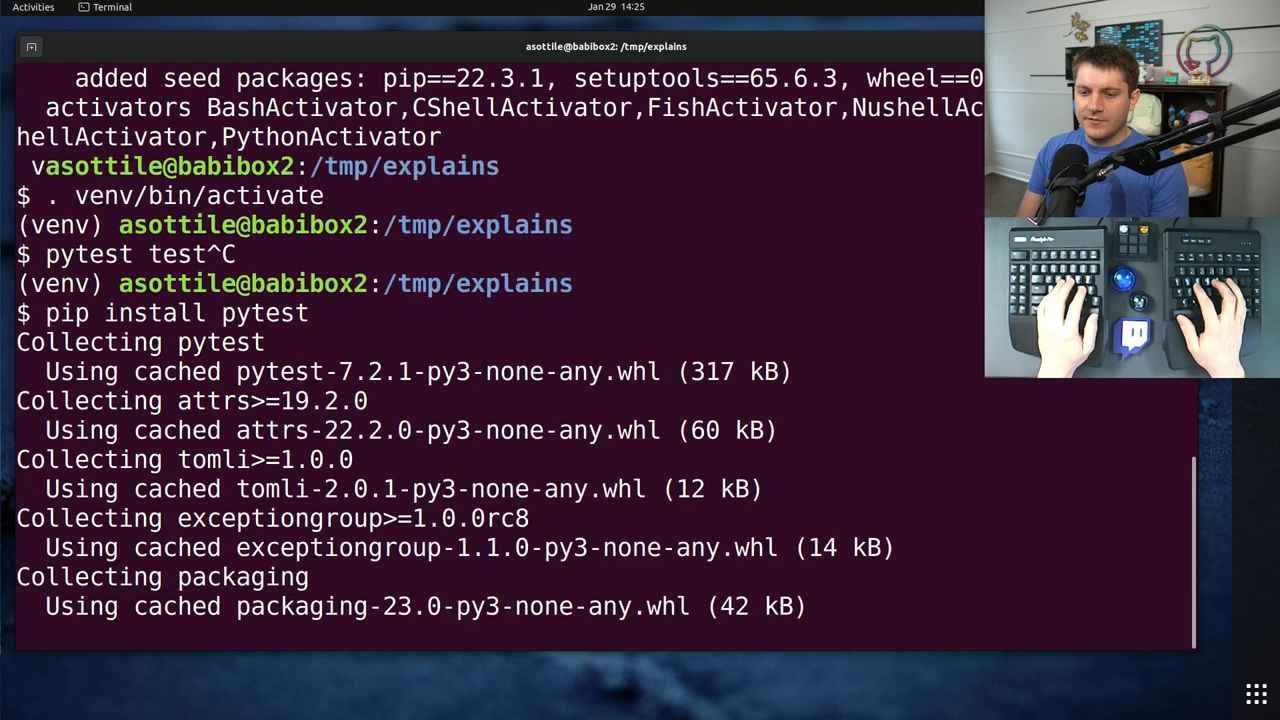 Activities
Terminal
Jan 29 14:25
asottile@babibox2: /tmp/explains
added seed packages: pip==22.3.1, setuptools==65.6.3, wheel==0
activators BashActivator,CShellActivator,FishActivator,NushellAc
hellActivator,PythonActivator
vasottile@babibox2:/tmp/explains
$ . venv/bin/activate
(venv) asottile@babibox2:/tmp/explains
$ pytest test^C
(venv) asottile@babibox2:/tmp/explains
$ pip install pytest
Collecting pytest
Using cached pytest-7.2.1-py3-none-any.whl (317 kB)
Collecting attrs>=19.2.0
Using cached attrs-22.2.0-py3-none-any.whl (60 kB)
Collecting tomli>=1.0.0
Using cached tomli-2.0.1-py3-none-any.whl (12 kB)
Collecting exceptiongroup>=1.0.0rc8
Using cached exceptiongroup-1.1.0-py3-none-any.whl (14 kB)
Collecting packaging
Using cached packaging-23.0-py3-none-any.whl (42 kB)